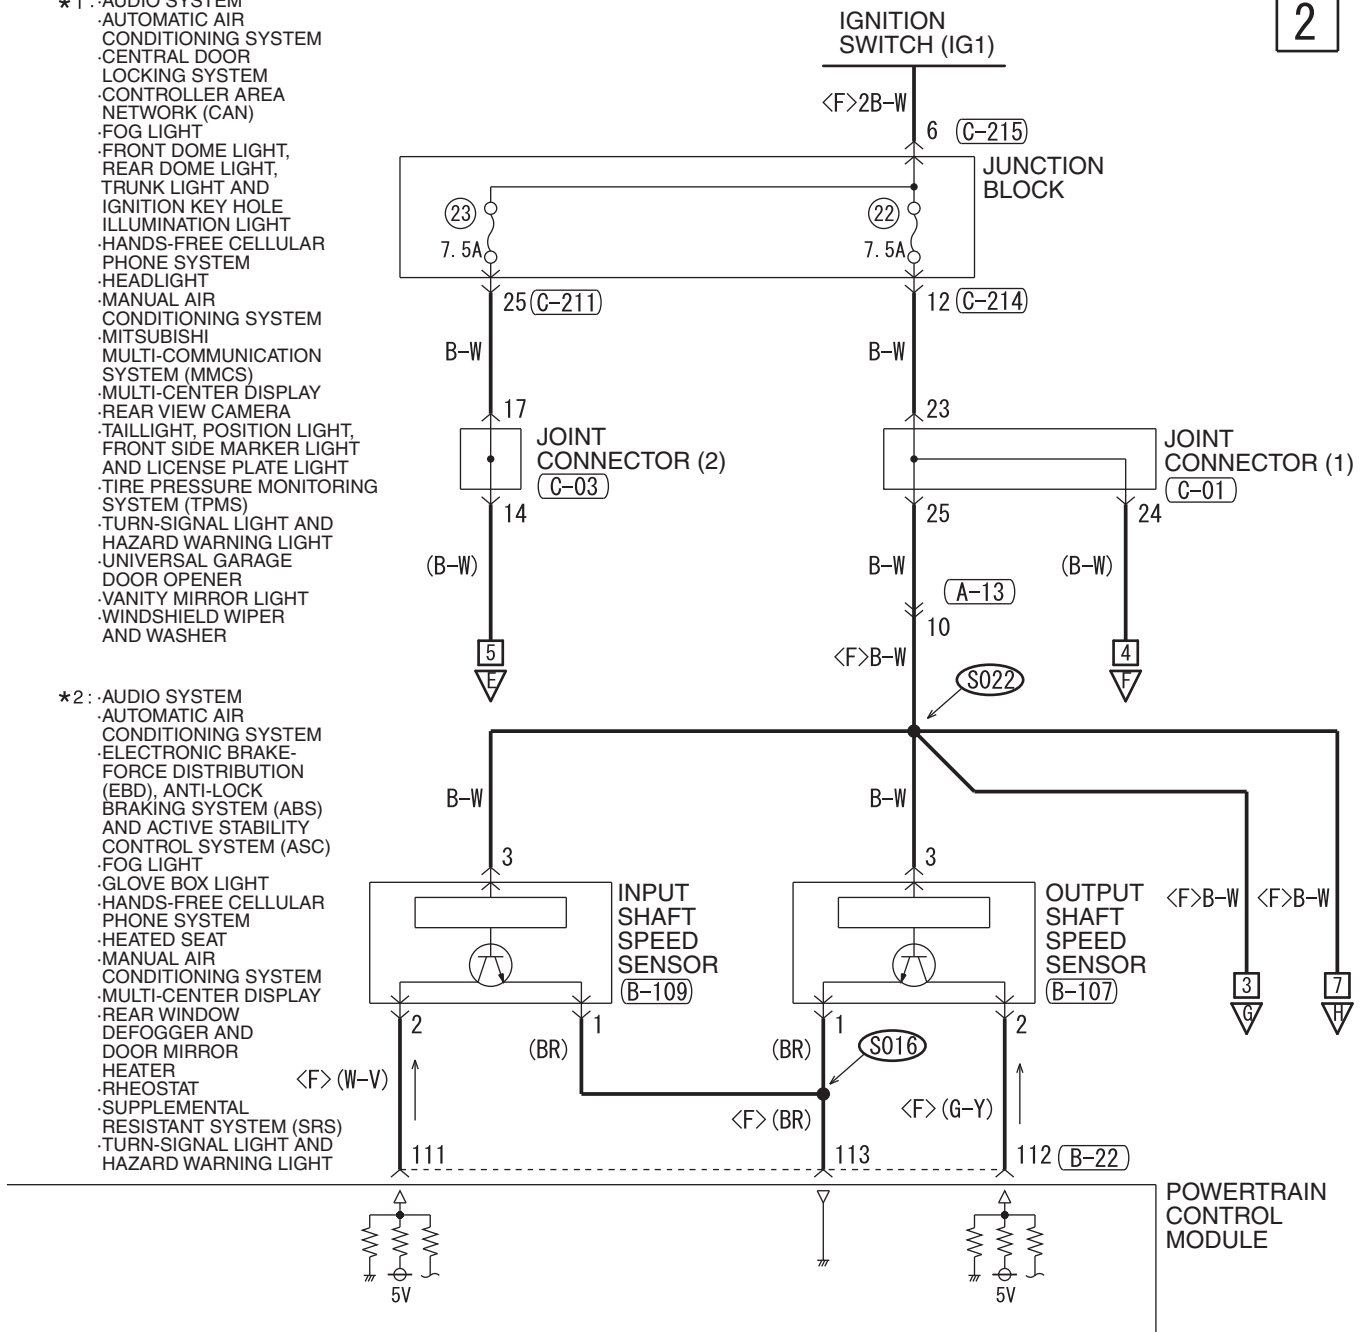 *1: ·AUDIO SYSTEM
·AUTOMATIC AIR
CONDITIONING SYSTEM
·CENTRAL DOOR
LOCKING SYSTEM
·CONTROLLER AREA
NETWORK (CAN)
·FOG LIGHT
·FRONT DOME LIGHT,
REAR DOME LIGHT,
TRUNK LIGHT AND
IGNITION KEY HOLE
ILLUMINATION LIGHT
·HANDS-FREE CELLULAR
PHONE SYSTEM
·HEADLIGHT
·MANUAL AIR
CONDITIONING SYSTEM
·MITSUBISHI
MULTI-COMMUNICATION
SYSTEM (MMCS)
·MULTI-CENTER DISPLAY
·REAR VIEW CAMERA
·TAILLIGHT, POSITION LIGHT,
FRONT SIDE MARKER LIGHT
AND LICENSE PLATE LIGHT
·TIRE PRESSURE MONITORING
SYSTEM (TPMS)
·TURN-SIGNAL LIGHT AND
HAZARD WARNING LIGHT
·UNIVERSAL GARAGE
DOOR OPENER
·VANITY MIRROR LIGHT
·WINDSHIELD WIPER
AND WASHER
*2: ·AUDIO SYSTEM
·AUTOMATIC AIR
CONDITIONING SYSTEM
·ELECTRONIC BRAKE-
FORCE DISTRIBUTION
(EBD), ANTI-LOCK
BRAKING SYSTEM (ABS)
AND ACTIVE STABILITY
CONTROL SYSTEM (ASC)
·FOG LIGHT
·GLOVE BOX LIGHT
·HANDS-FREE CELLULAR
PHONE SYSTEM
·HEATED SEAT
·MANUAL AIR
CONDITIONING SYSTEM
·MULTI-CENTER DISPLAY
·REAR WINDOW
DEFOGGER AND
DOOR MIRROR
HEATER
·RHEOSTAT
·SUPPLEMENTAL
RESISTANT SYSTEM (SRS)
·TURN-SIGNAL LIGHT AND
HAZARD WARNING LIGHT
2
IGNITION
SWITCH (IG1)
<F>2B-W
6 C-215
JUNCTION
BLOCK
23
7.5A
22
7.5A
25 C-211
12 C-214
B-W
B-W
17
23
JOINT
CONNECTOR (2)
C-03
JOINT
CONNECTOR (1)
C-01
14
25
24
(B-W)
B-W
(B-W)
A-13
10
5
E
<F>B-W
4
F
S022
B-W
B-W
3
3
INPUT
SHAFT
SPEED
SENSOR
B-109
OUTPUT
SHAFT
SPEED
SENSOR
B-107
<F>B-W
<F>B-W
3
G
7
H
2
1
1
2
(BR)
(BR)
S016
<F>(W-V)
<F>(BR)
<F>(G-Y)
111
113
112 B-22
POWERTRAIN
CONTROL
MODULE
5V
5V